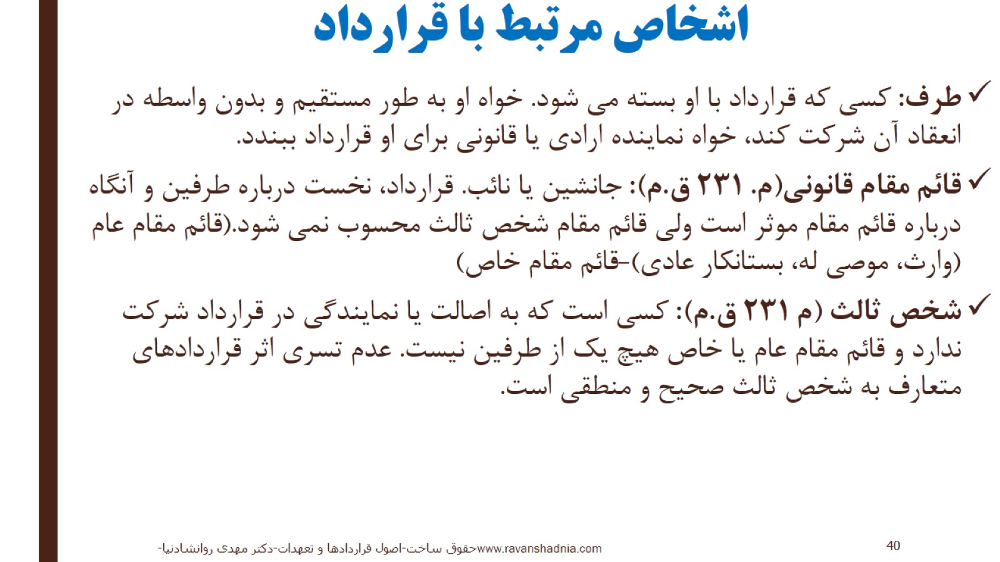 اشخاص مرتبط با قرارداد
✓ طرف: کسی که قرارداد با او بسته می شود. خواه او به طور مستقیم و بدون واسطه در
انعقاد آن شرکت کند، خواه نماینده ارادی یا قانونی برای او قرارداد ببندد.
✓ قائم مقام قانونی(م. ۲۳۱ ق.م): جانشین یا نائب. قرارداد، نخست درباره طرفین و آنگاه
درباره قائم مقام موثر است ولی قائم مقام شخص ثالث محسوب نمی شود.(قائم مقام عام
(وارث، موصی له، بستانکار عادی)–قائم مقام خاص)
✓ شخص ثالث (م ۲۳۱ ق.م): کسی است که به اصالت یا نمایندگی در قرارداد شرکت
ندارد و قائم مقام عام یا خاص هیچ یک از طرفین نیست. عدم تسری اثر قراردادهای
متعارف به شخص ثالث صحیح و منطقی است.
www.ravanshadnia.comحقوق ساخت-اصول قراردادها و تعهدات-دکتر مهدی روانشادنیا-
40